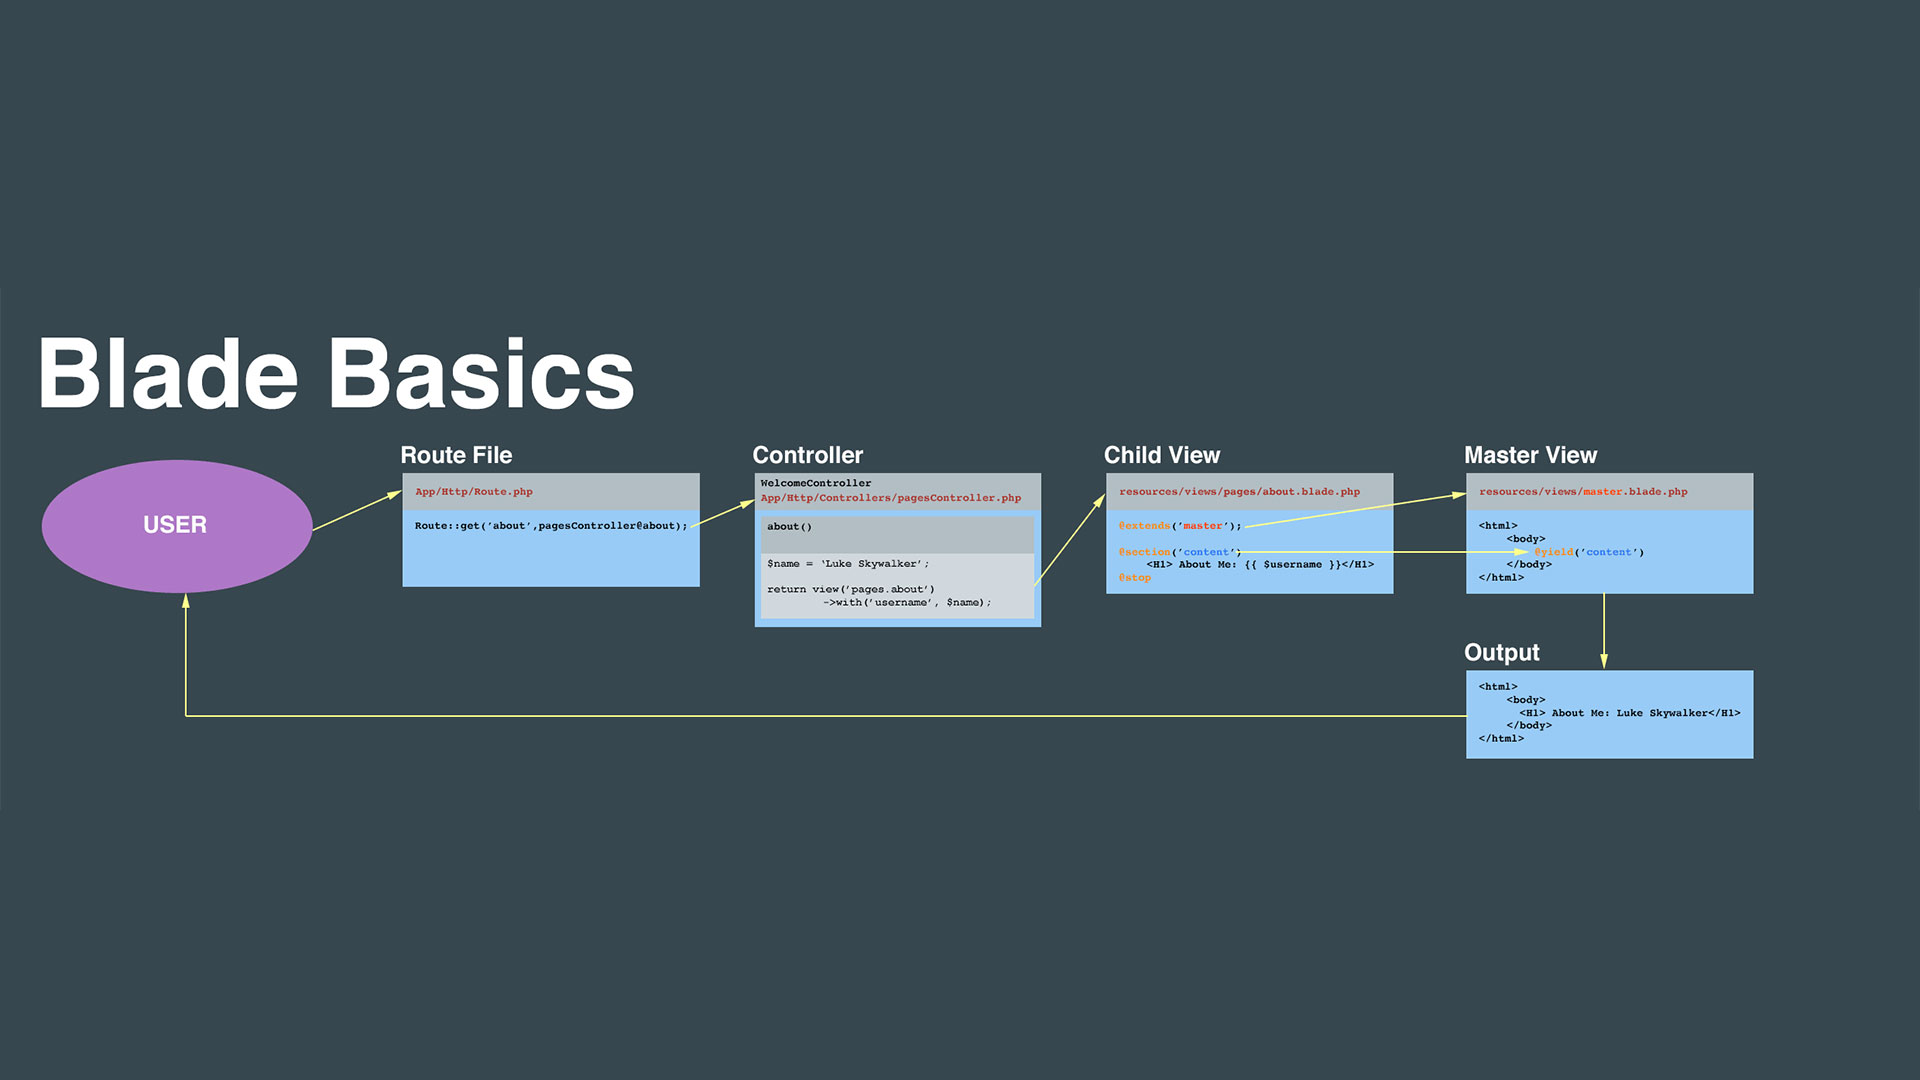 Blade Basics
USER
Route File
App/Http/Route.php
Route::get(‘about’,pagesController@about);
Controller
WelcomeController
App/Http/Controllers/pagesController.php
about()
$name = ‘Luke Skywalker’;
return view(‘pages.about’)
->with(‘username’, $name);
Child View
resources/views/pages/about.blade.php
@extends(‘master’);
@section(‘content’)
<H1> About Me: {{ $username }}</H1>
@stop
Master View
resources/views/master.blade.php
<html>
<body>
@yield(‘content’)
</body>
</html>
Output
<html>
<body>
<H1> About Me: Luke Skywalker</H1>
</body>
</html>